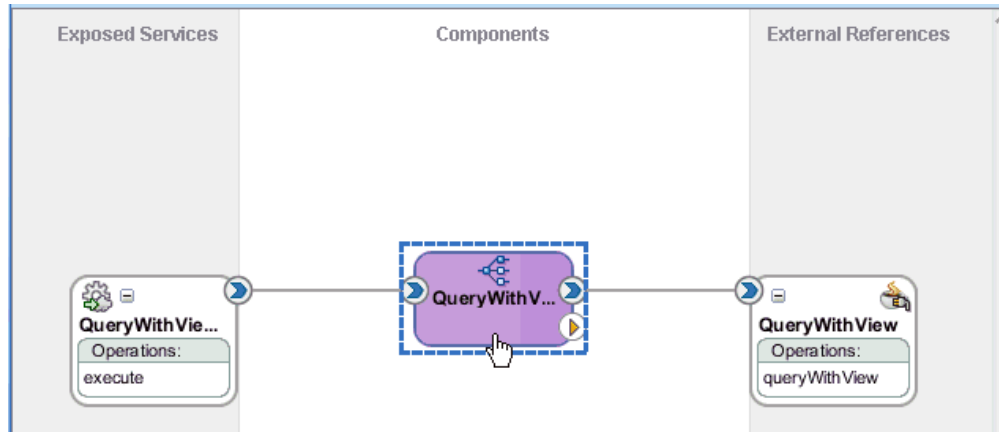 Exposed Services
Components
External References
QueryWithVie...
Operations:
execute
QueryWithV...
QueryWithView
Operations:
queryWithView